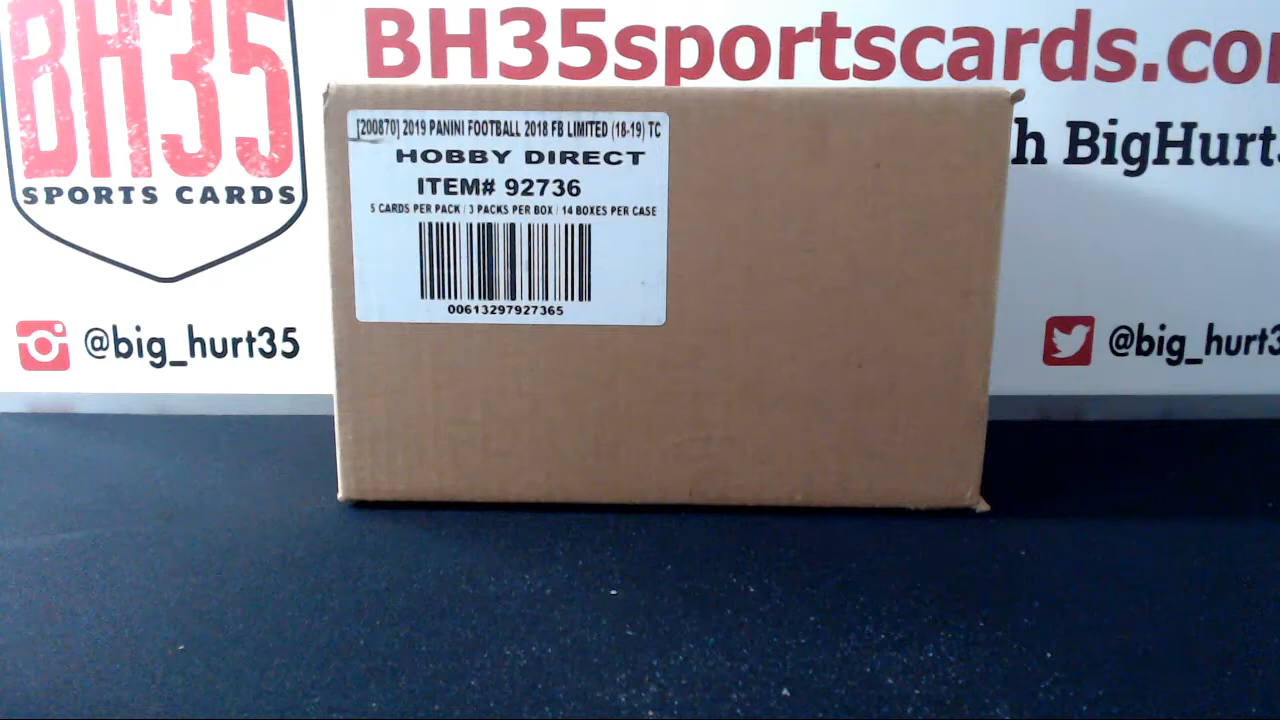 BH35
SPORTS CARDS
BH35sportscards.co
h BigHurt
[200870] 2019 PANINI FOOTBALL 2018 FB LIMITED (18-19) TC
HOBBY DIRECT
ITEM# 92736
5 CARDS PER PACK / 3 PACKS PER BOX / 14 BOXES PER CASE
00613297927365
@big_hurt35
@big_hurt3